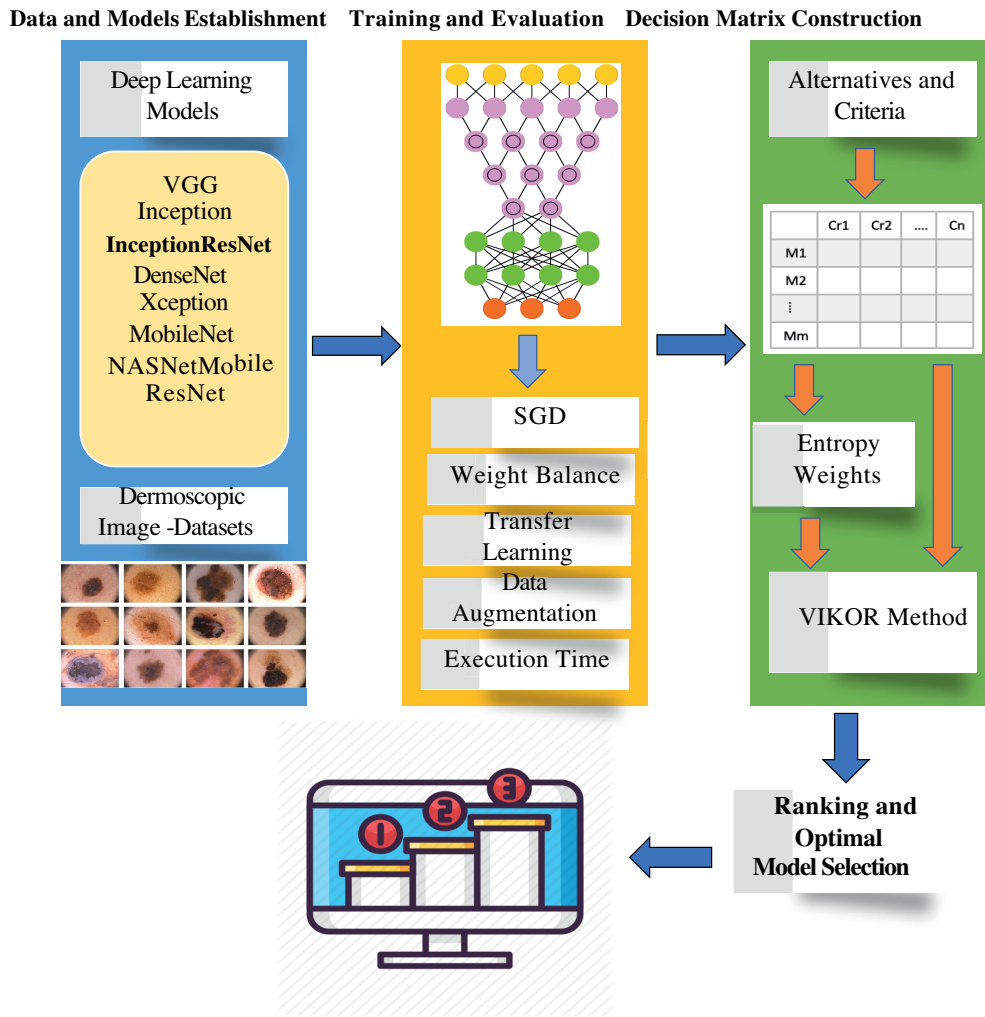 Data and Models Establishment
Training and Evaluation
Decision Matrix Construction
Deep Learning
Models
VGG
Inception
InceptionResNet
DenseNet
Xception
MobileNet
NASNetMobile
ResNet
Dermoscopic
Image -Datasets
SGD
Weight Balance
Transfer
Learning
Data
Augmentation
Execution Time
Alternatives and
Criteria
Cr1 Cr2 .... Cn
M1
M2
⁞
Mm
Entropy
Weights
VIKOR Method
Ranking and
Optimal
Model Selection
1
2
3